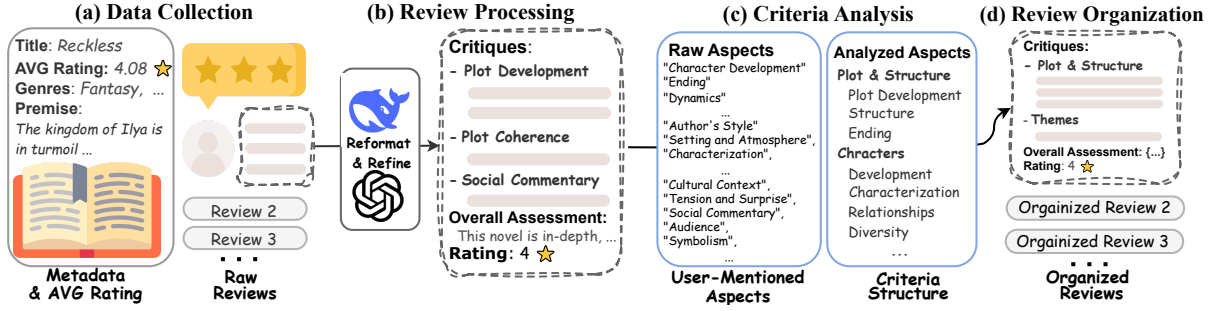 (a) Data Collection
Title: Reckless
AVG Rating: 4.08
Genres: Fantasy, ...
Premise:
The kingdom of Ilya is
in turmoil ...
Metadata
& AVG Rating
Review 2
Review 3
...
Raw
Reviews
(b) Review Processing
Reformat
& Refine
Critiques:
- Plot Development
- Plot Coherence
- Social Commentary
Overall Assessment:
This novel is in-depth, ...
Rating: 4
(c) Criteria Analysis
Raw Aspects
"Character Development"
"Ending"
"Dynamics"
...
"Author's Style"
"Setting and Atmosphere",
"Characterization",
...
"Cultural Context",
"Tension and Surprise",
"Social Commentary",
"Audience",
"Symbolism",
...
User-Mentioned
Aspects
Analyzed Aspects
Plot & Structure
Plot Development
Structure
Ending
Chracters
Development
Characterization
Relationships
Diversity
...
Criteria
Structure
(d) Review Organization
Critiques:
- Plot & Structure
- Themes
Overall Assessment: {...}
Rating: 4
Orgainized Review 2
Orgainized Review 3
...
Organized
Reviews